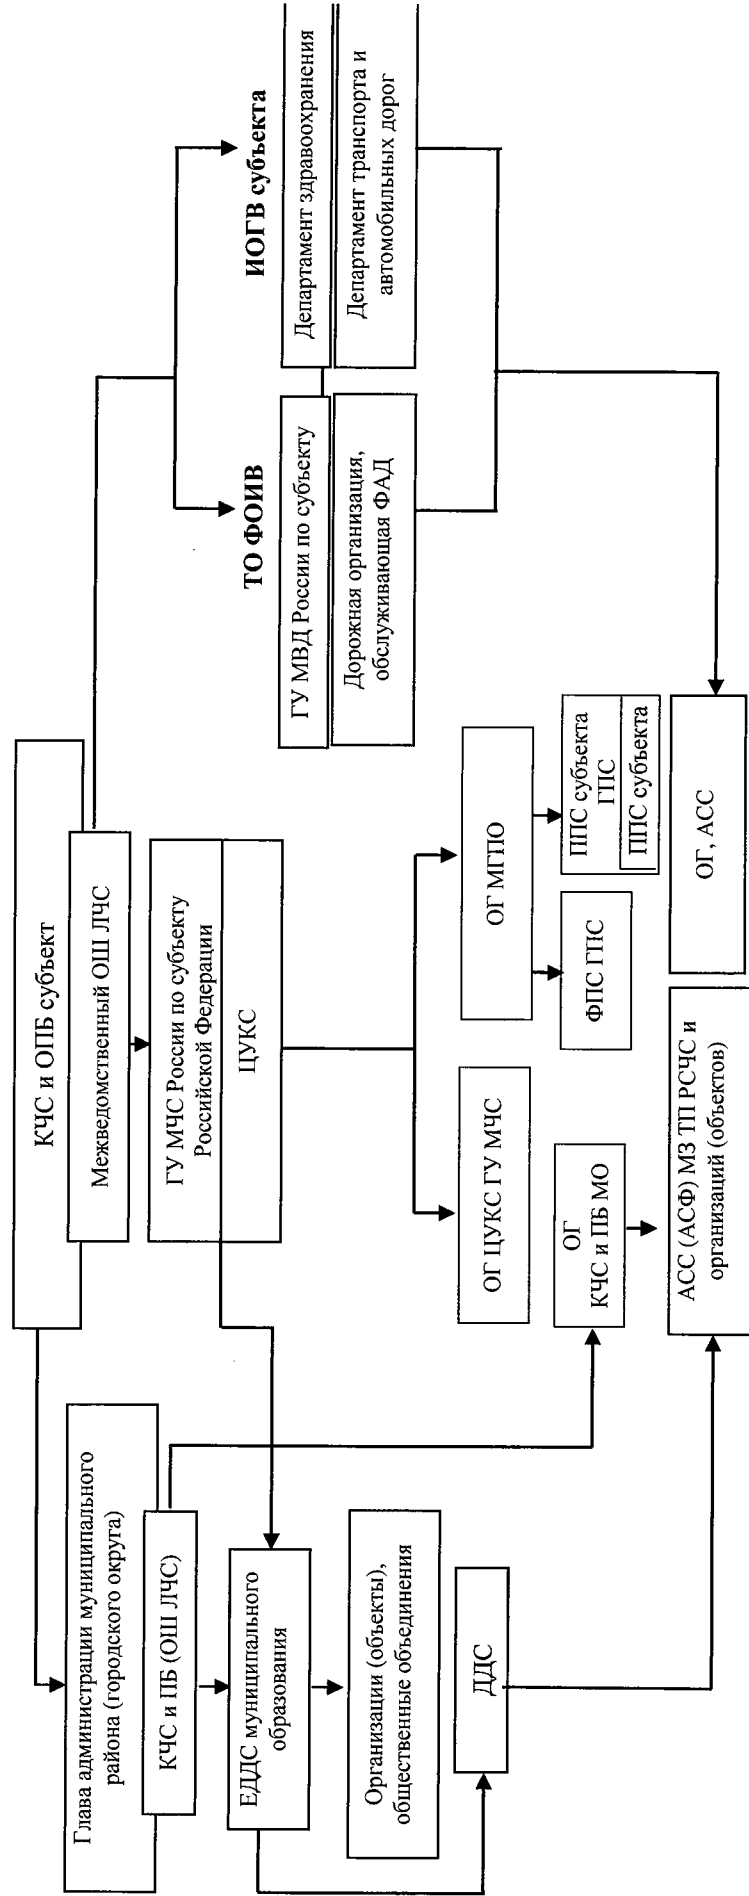 КЧС и ОПБ субъект
Межведомственный ОШ ЛЧС
Глава администрации муниципального
района (городского округа)
КЧС и ПБ (ОШ ЛЧС)
ГУ МЧС России по субъекту
Российской Федерации
ЦУКС
ТО ФОИВ
ИОГВ субъекта
ЕДДС муниципального
образования
ГУ МВД России по субъекту
Дорожная организация,
обслуживающая ФАД
Департамент здравоохранения
Департамент транспорта и
автомобильных дорог
Организации (объекты),
общественные объединения
ДДС
ОГ ЦУКС ГУ МЧС
ОГ МГПО
ОГ
КЧС и ПБ МО
ФПС ГПС
ППС субъекта
ГПС
ППС субъекта
АСС (АСФ) МЗ ТП РСЧС и
организаций (объектов)
ОГ, АСС